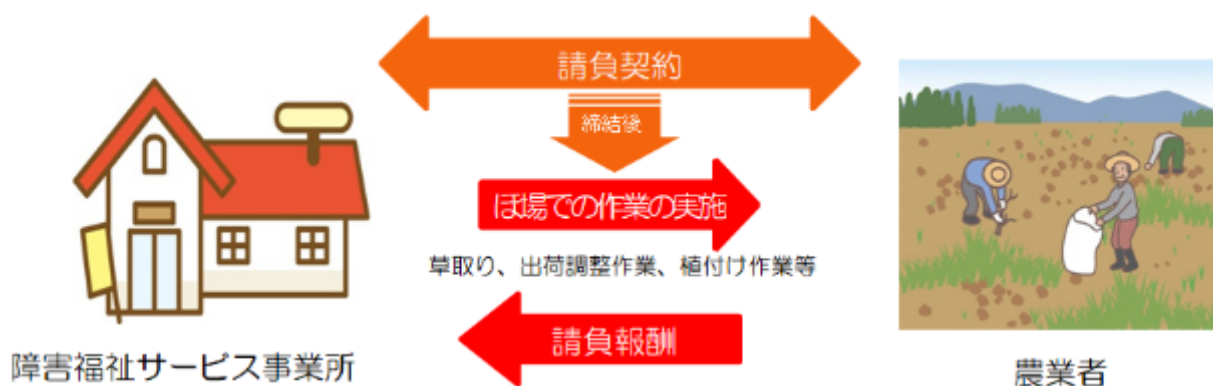 請負契約
締結後
ほ場での作業の実施
草取り、出荷調整作業、植付け作業等
請負報酬
障害福祉サービス事業所
農業者